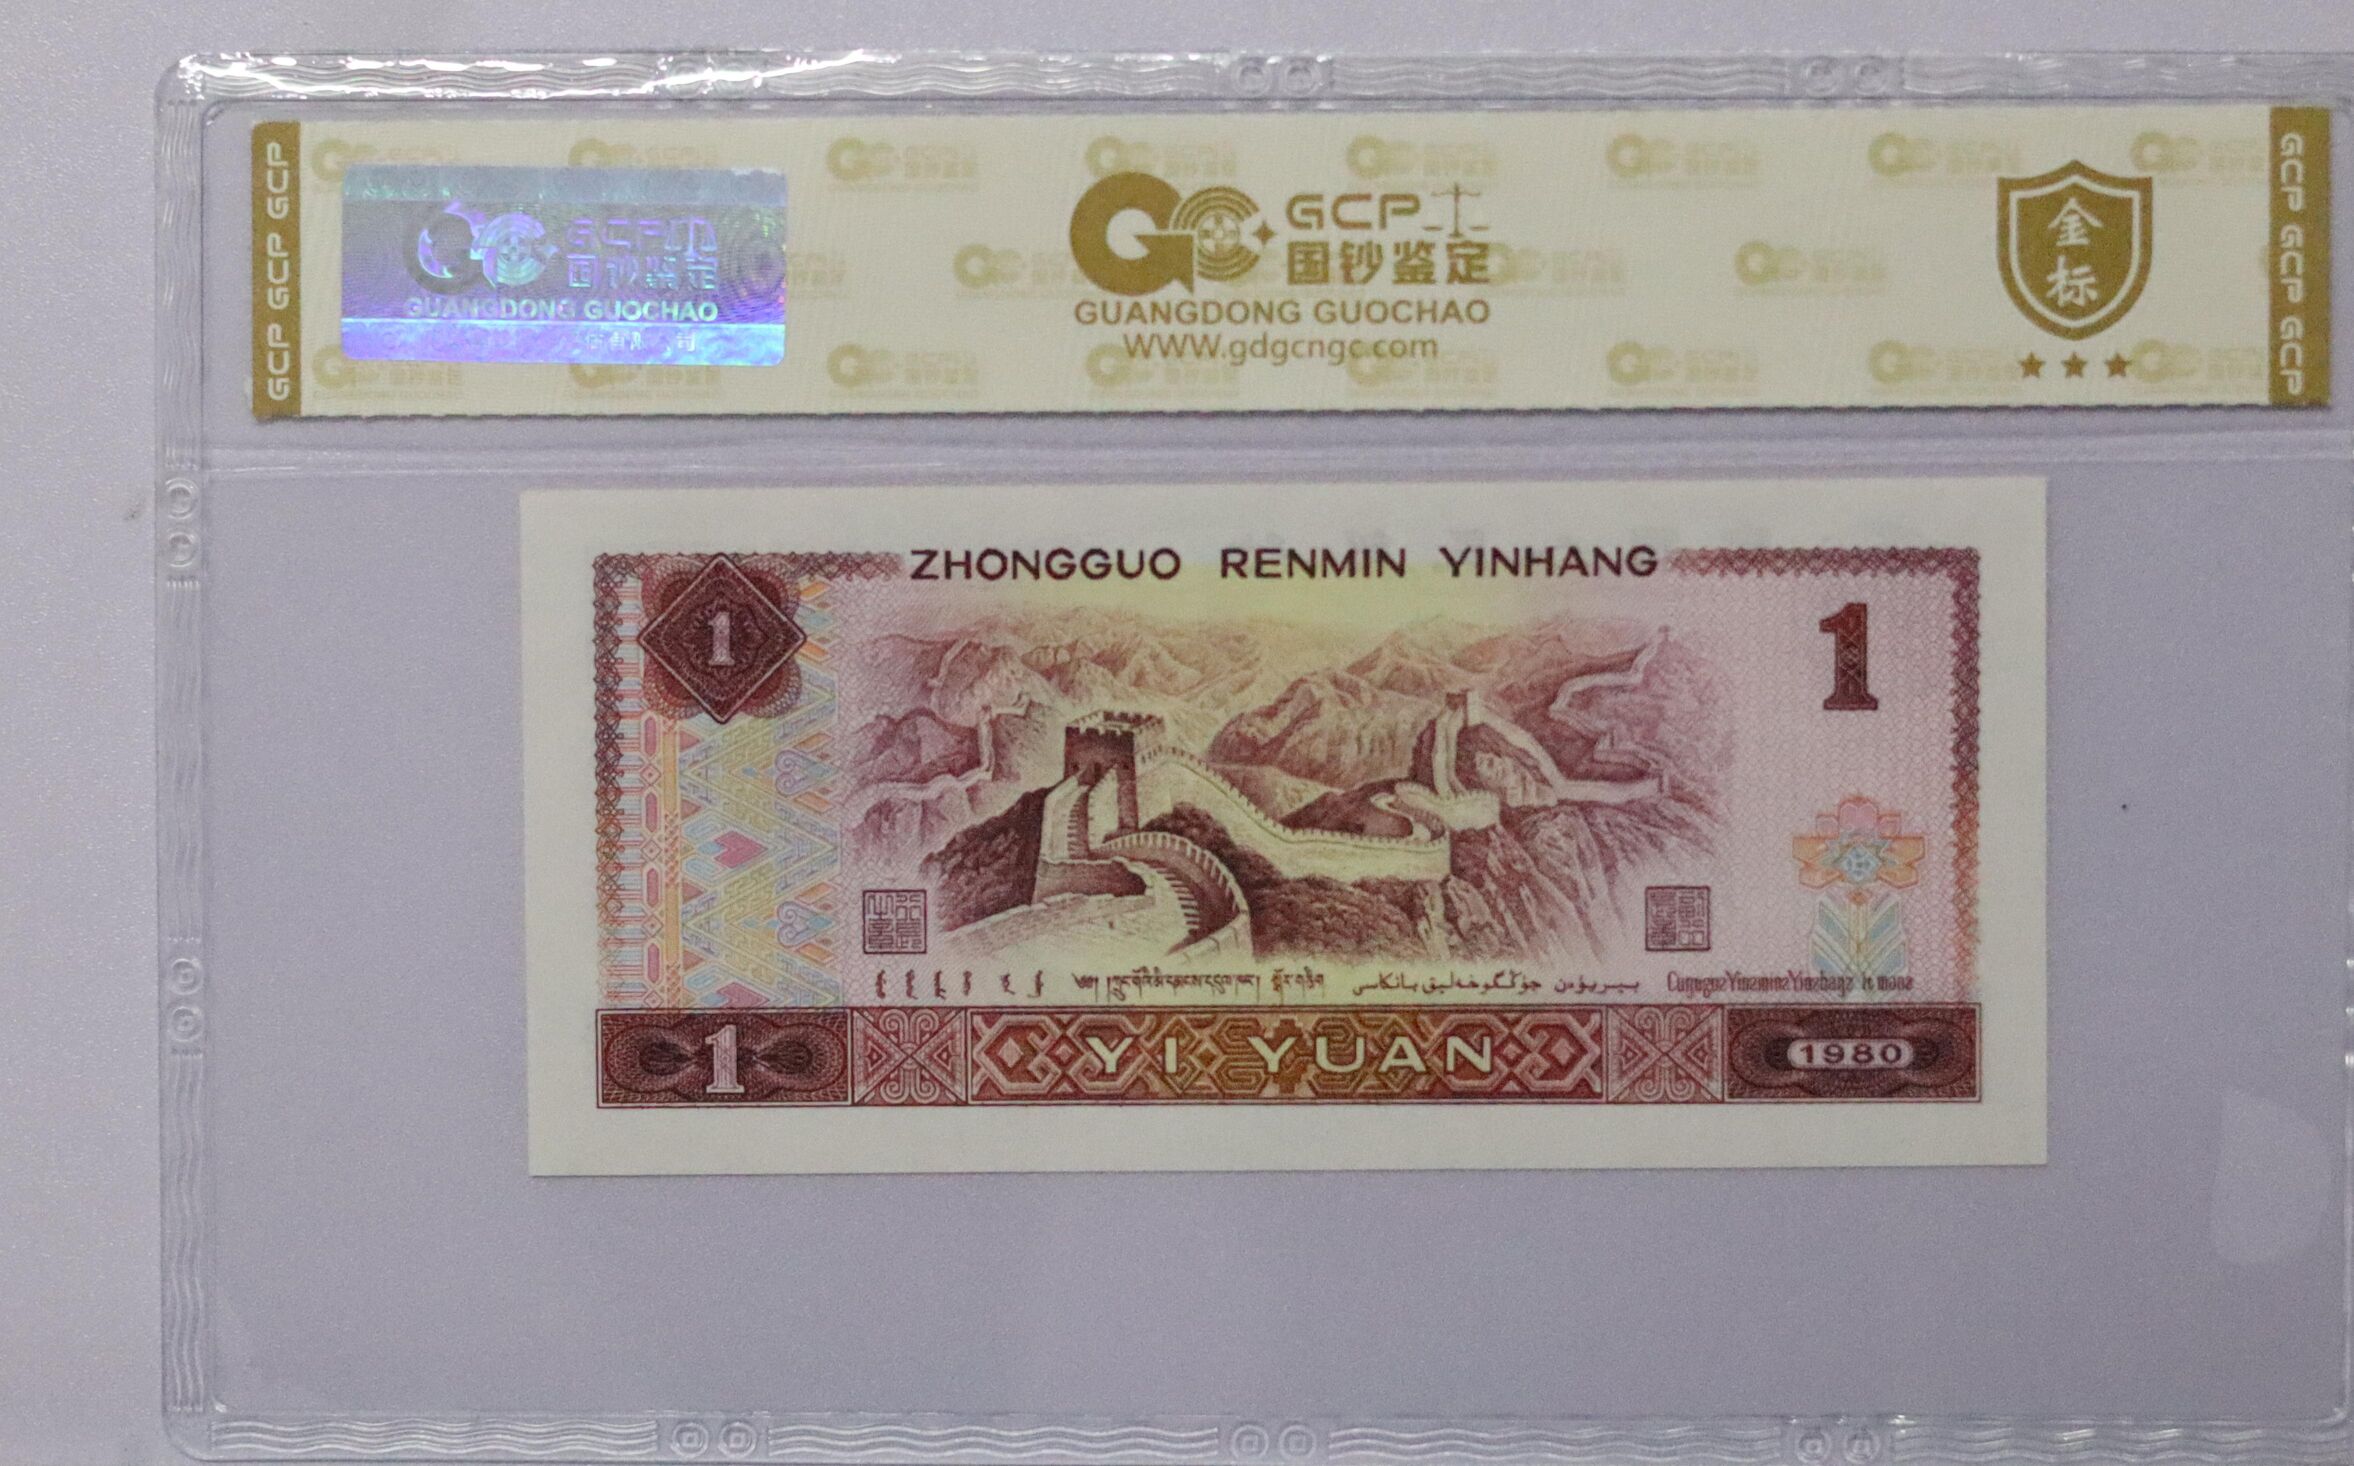 GCP GCP GCP
GCP
国钞鉴定
GUANGDONG GUOCHAO
GCP
国钞鉴定
GUANGDONG GUOCHAO
WWW.gdgcngc.com
金标
GCP GCP GCP
ZHONGGUO RENMIN YINHANG
1
1
1
YI YUAN
1980